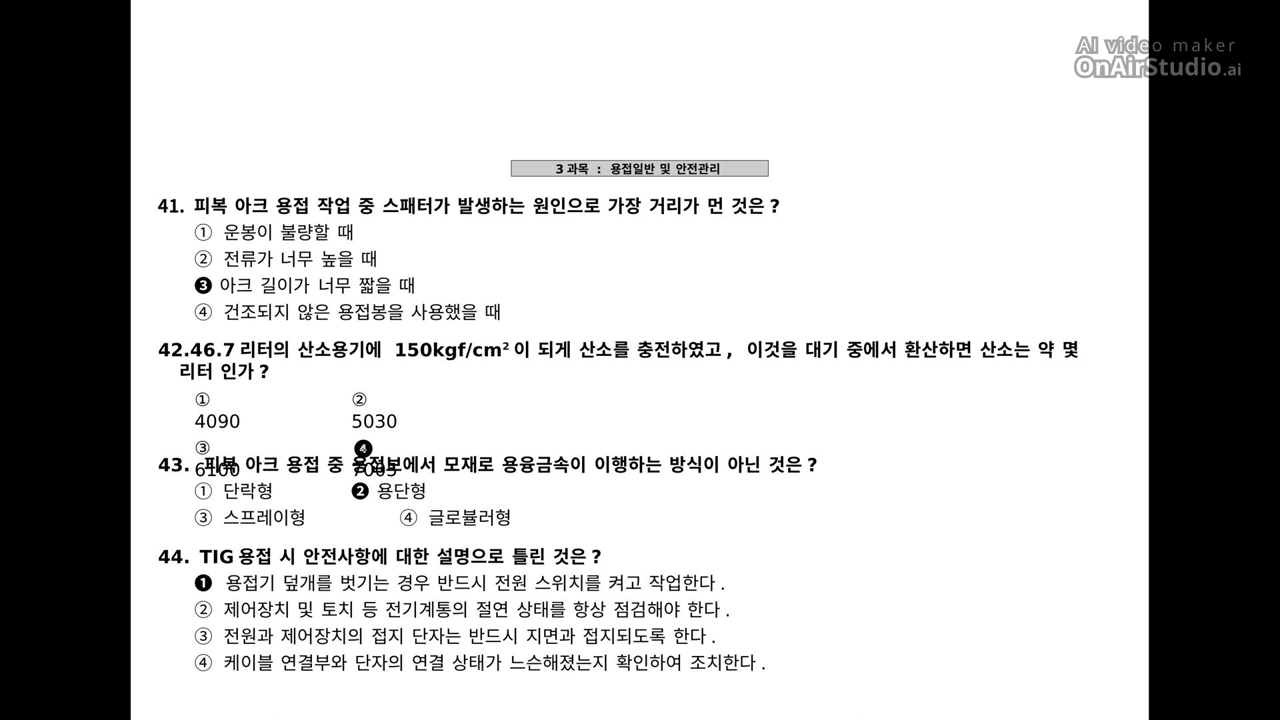 AI video maker
OnAirStudio.ai
3과목 : 용접일반 및 안전관리
41. 피복 아크 용접 작업 중 스패터가 발생하는 원인으로 가장 거리가 먼 것은?
① 운봉이 불량할 때
② 전류가 너무 높을 때
❸ 아크 길이가 너무 짧을 때
④ 건조되지 않은 용접봉을 사용했을 때
42.46.7리터의 산소용기에 150kgf/cm²이 되게 산소를 충전하였고, 이것을 대기 중에서 환산하면 산소는 약 몇
리터 인가?
① ②
4090 5030
③ ❹
6100 7005
43. 피복 아크 용접 중 용접봉에서 모재로 용융금속이 이행하는 방식이 아닌 것은?
① 단락형 ❷ 용단형
③ 스프레이형 ④ 글로뷸러형
44. TIG용접 시 안전사항에 대한 설명으로 틀린 것은?
❶ 용접기 덮개를 벗기는 경우 반드시 전원 스위치를 켜고 작업한다.
② 제어장치 및 토치 등 전기계통의 절연 상태를 항상 점검해야 한다.
③ 전원과 제어장치의 접지 단자는 반드시 지면과 접지되도록 한다.
④ 케이블 연결부와 단자의 연결 상태가 느슨해졌는지 확인하여 조치한다.